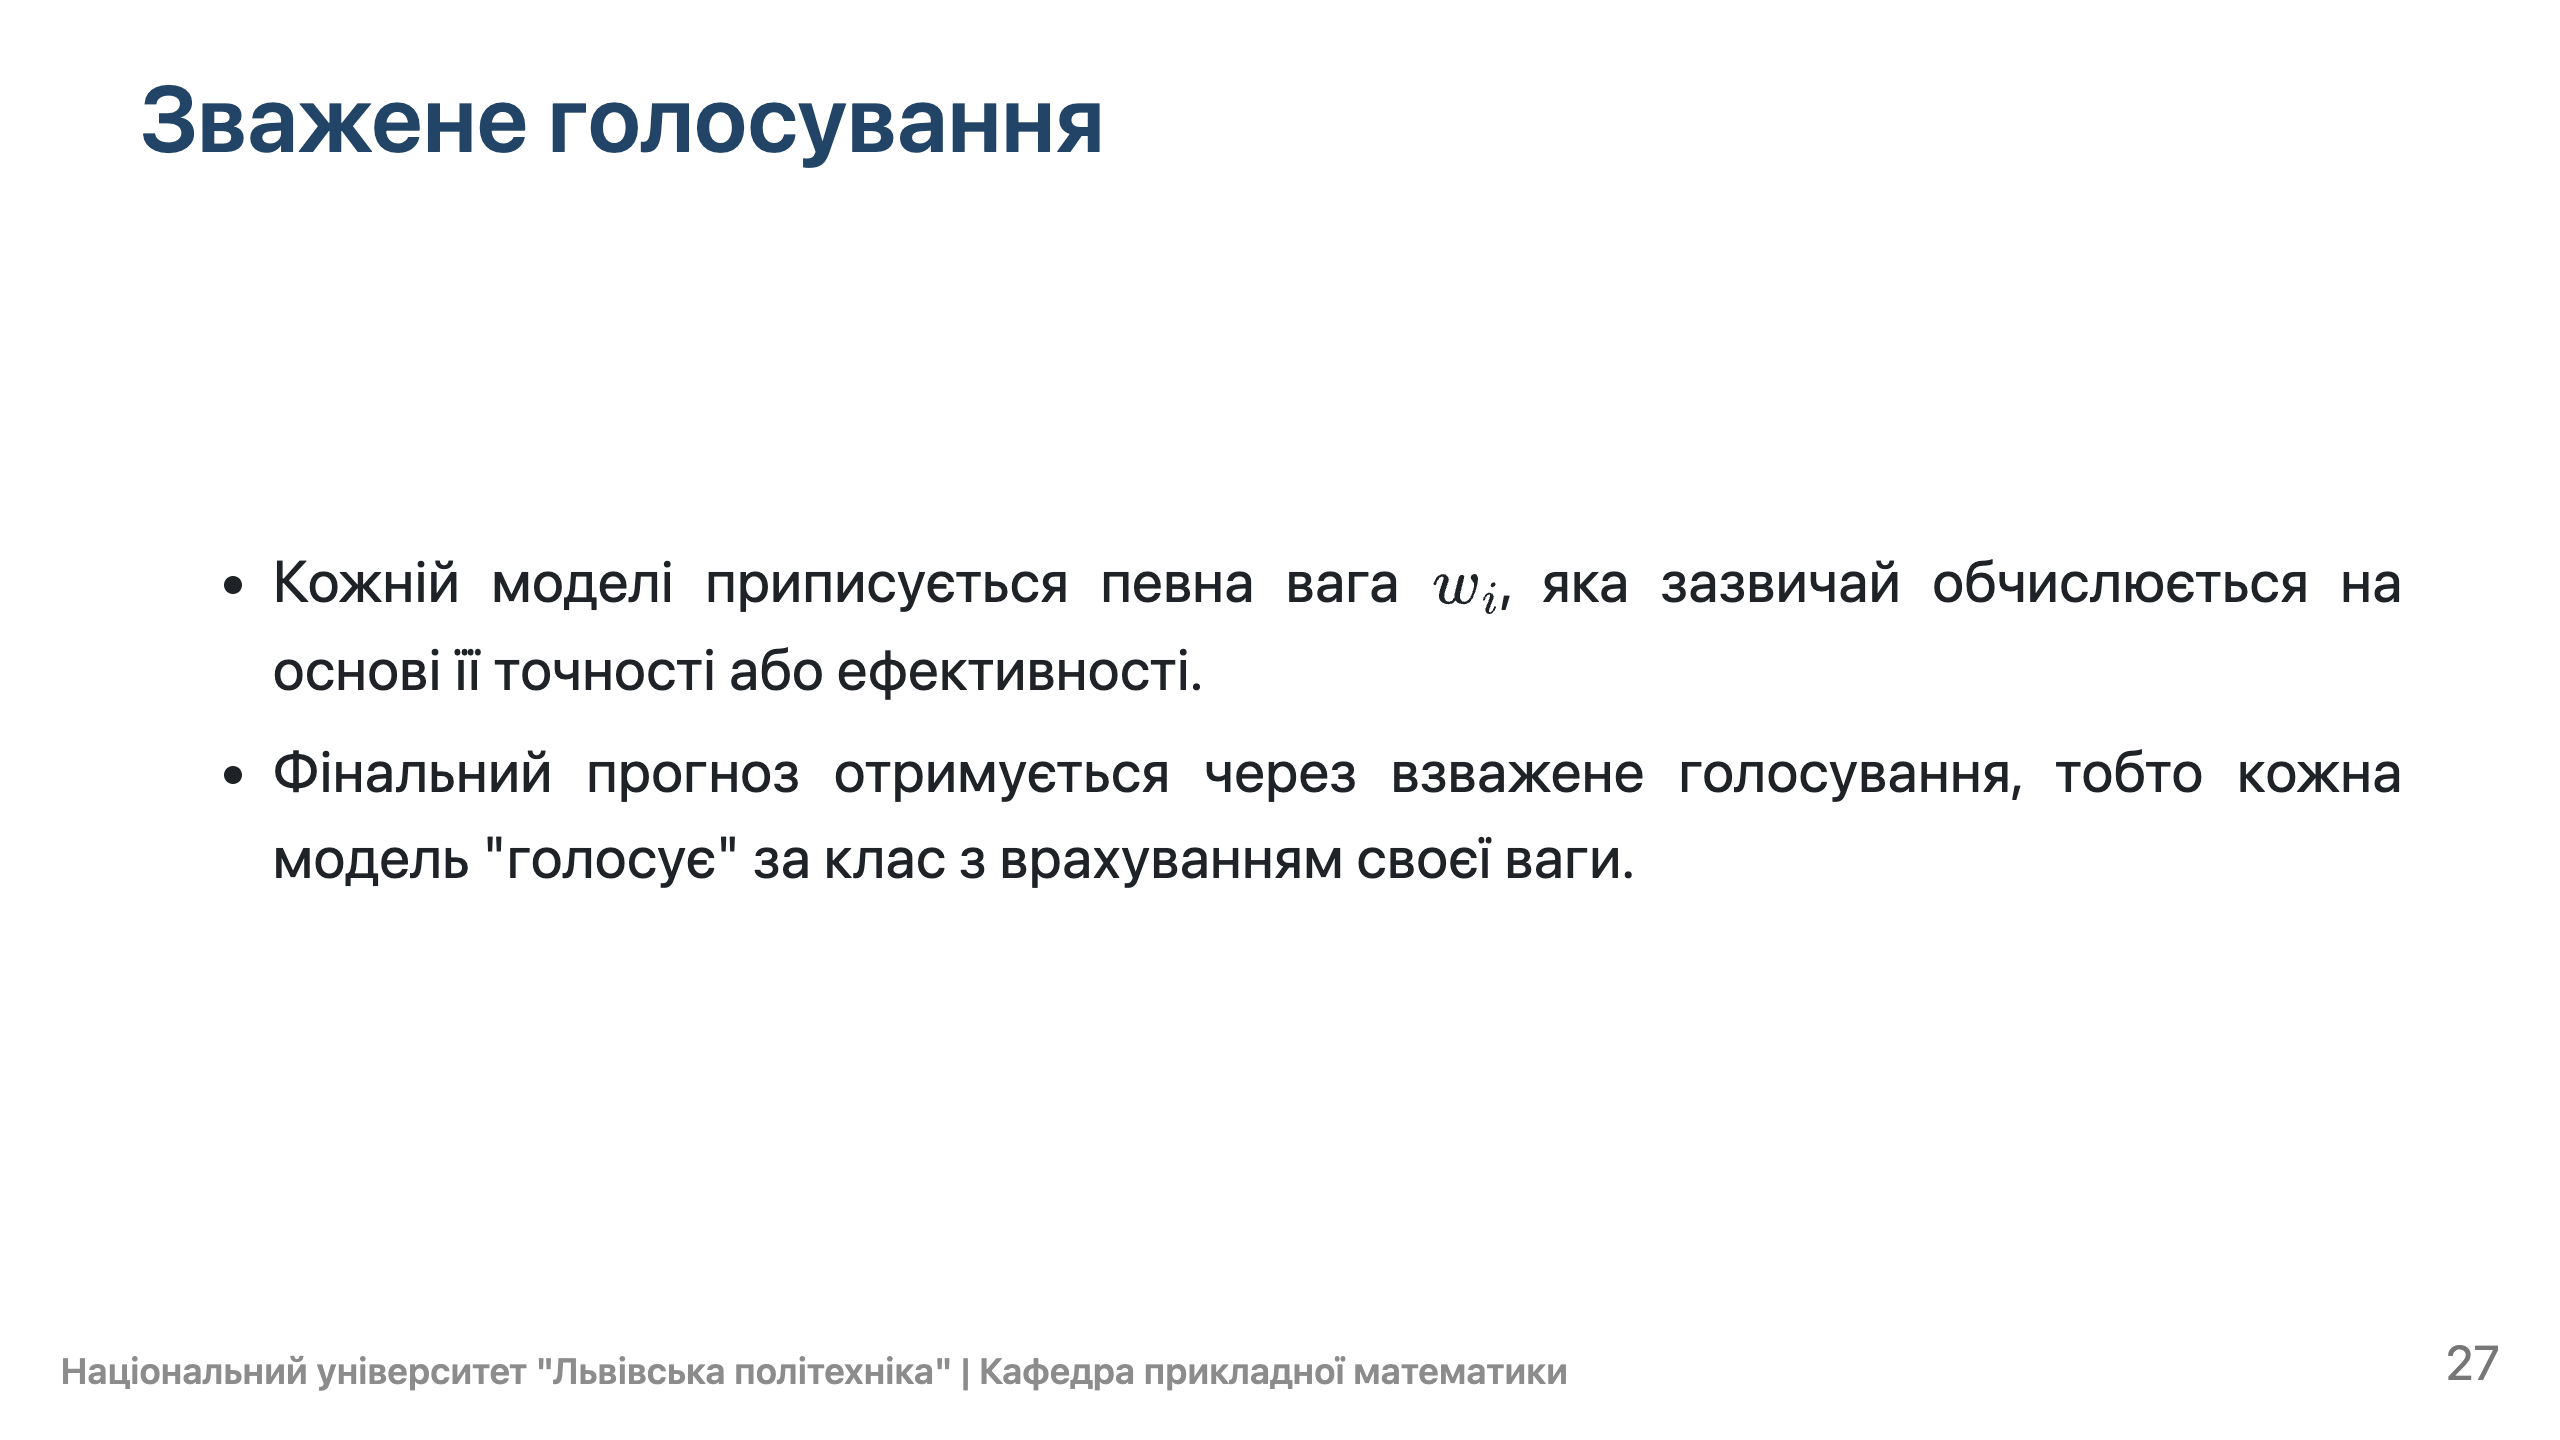 Зважене голосування
• Кожній моделі приписується певна вага wᵢ, яка зазвичай обчислюється на
основі її точності або ефективності.
• Фінальний прогноз отримується через взважене голосування, тобто кожна
модель "голосує" за клас з врахуванням своєї ваги.
Національний університет "Львівська політехніка" | Кафедра прикладної математики
27